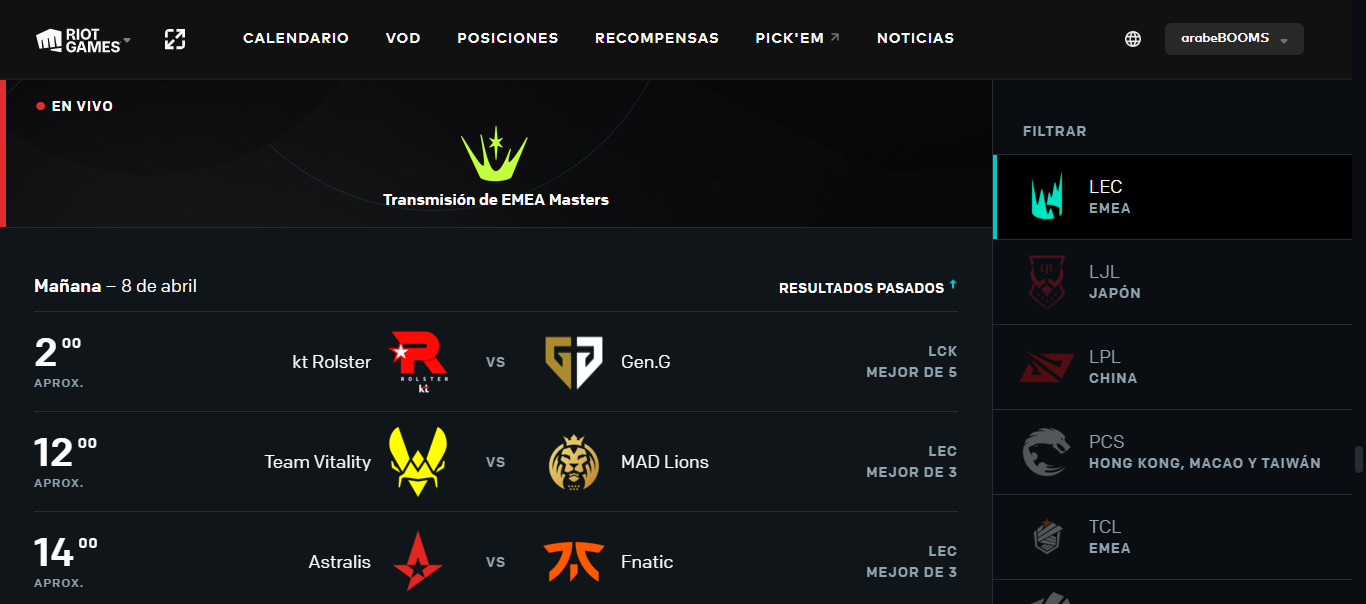 RIOT GAMES
CALENDARIO
VOD
POSICIONES
RECOMPENSAS
PICK'EM
NOTICIAS
arabeBOOMS
EN VIVO
Transmisión de EMEA Masters
Mañana – 8 de abril
RESULTADOS PASADOS
2 00
APROX.
kt Rolster
ROLSTER
kt
VS
Gen.G
LCK
MEJOR DE 5
12 00
APROX.
Team Vitality
VS
MAD Lions
LEC
MEJOR DE 3
14 00
APROX.
Astralis
VS
Fnatic
LEC
MEJOR DE 3
FILTRAR
LEC
EMEA
LJL
LJL
JAPÓN
LPL
CHINA
PCS
HONG KONG, MACAO Y TAIWÁN
TCL
EMEA